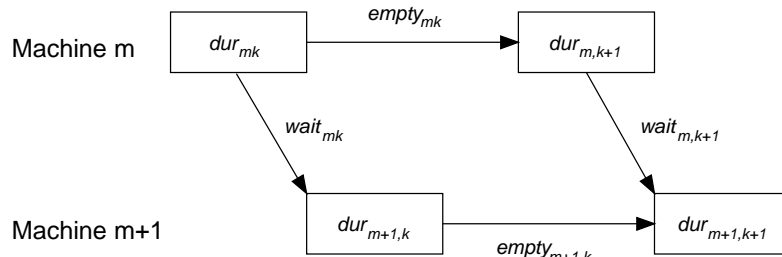 empty_mk
Machine m dur_mk dur_m,k+1
wait_mk wait_m,k+1
Machine m+1 dur_m+1,k dur_m+1,k+1
empty_m+1,k